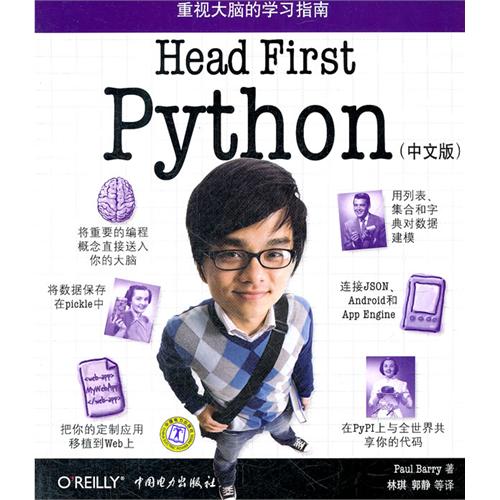 重视大脑的学习指南
Head First
Python
(中文版)
将重要的编程
概念直接送入
你的大脑
用列表、
集合和字
典对数据
建模
将数据保存
在pickle中
连接JSON、
Android和
App Engine
<web-app>
MyWebApp
</web-app>
把你的定制应用
移植到Web上
在PyPI上与全世界共
享你的代码
O'REILLY®
中国电力出版社
Paul Barry 著
林琪 郭静 等译